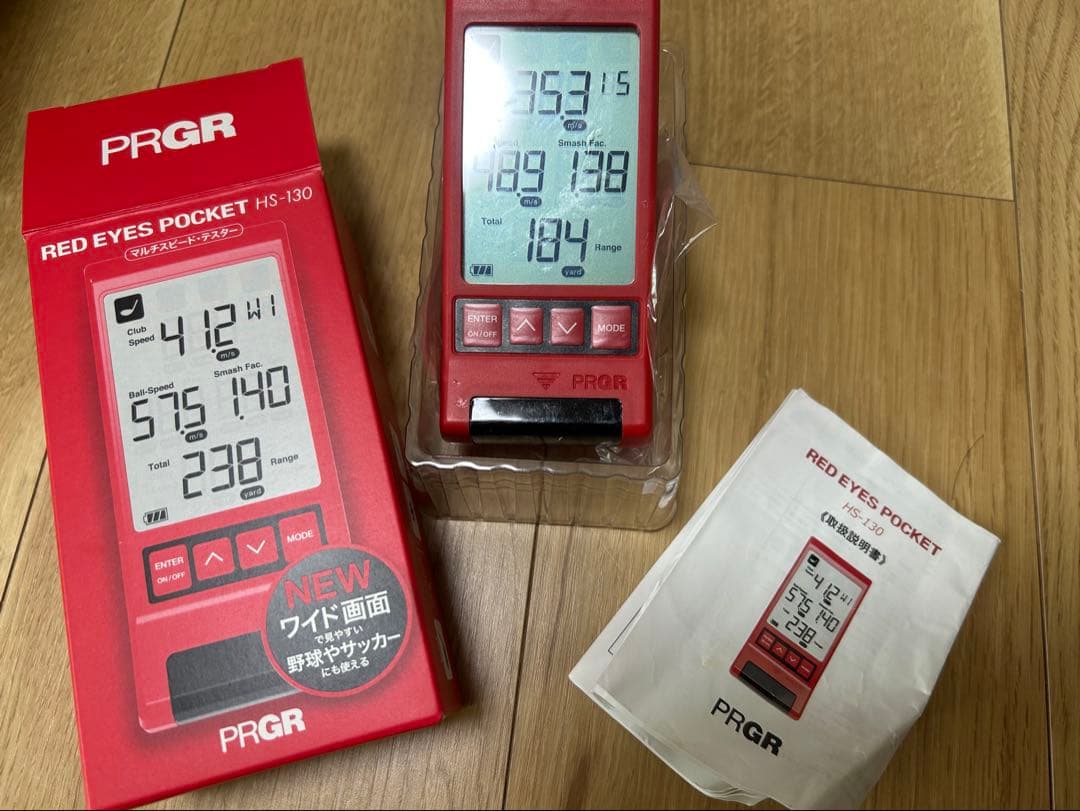 PRGR
RED EYES POCKET HS-130
マルチスピード・テスター
Club
Speed
41.2 W1
m/s
Ball-Speed
Smash Fac.
57.5 1.40
m/s
Total 238 Range
yard
ENTER
ON/OFF
MODE
NEW
ワイド画面
で見やすい
野球やサッカー
にも使える
PRGR
35.3 I5
m/s
Smash Fac.
48.9 1.38
m/s
Total 184 Range
yard
ENTER
ON/OFF
MODE
PRGR
RED EYES POCKET
HS-130
《取扱説明書》
41.2 W1
57.5 1.40
238
PRGR